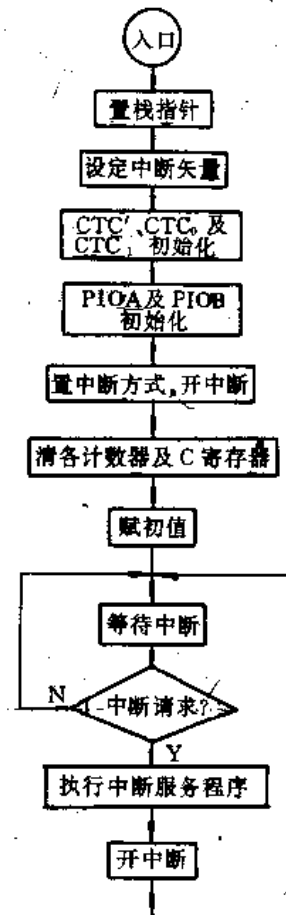 入口
置栈指针
设定中断矢量
CTC'、CTC₀ 及
CTC₁ 初始化
PIOA及PIOB
初始化
置中断方式,开中断
清各计数器及 C 寄存器
赋初值
等待中断
N
中断请求?
Y
执行中断服务程序
开中断